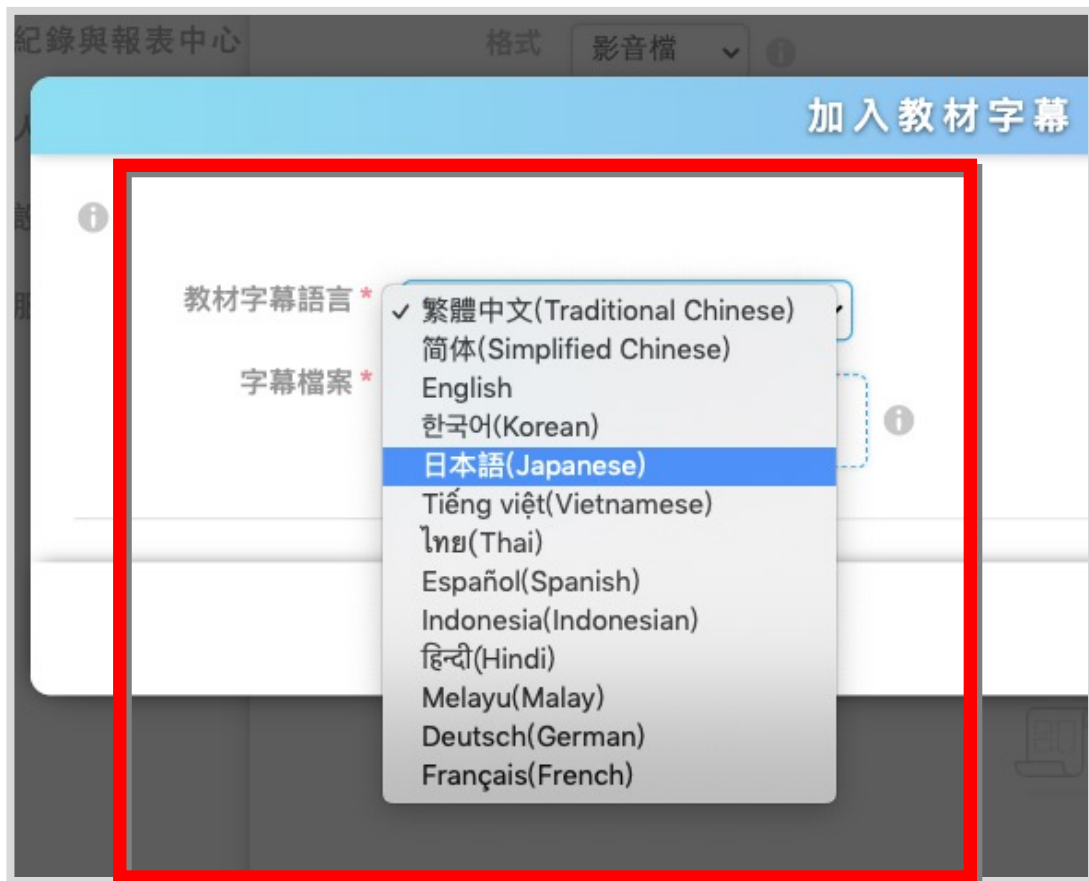 紀錄與報表中心
格式 影音檔
加入教材字幕
教材字幕語言 *
✓ 繁體中文(Traditional Chinese)
简体(Simplified Chinese)
English
字幕檔案 *
한국어(Korean)
日本語(Japanese)
Tiếng việt(Vietnamese)
ไทย(Thai)
Español(Spanish)
Indonesia(Indonesian)
हिन्दी(Hindi)
Melayu(Malay)
Deutsch(German)
Français(French)